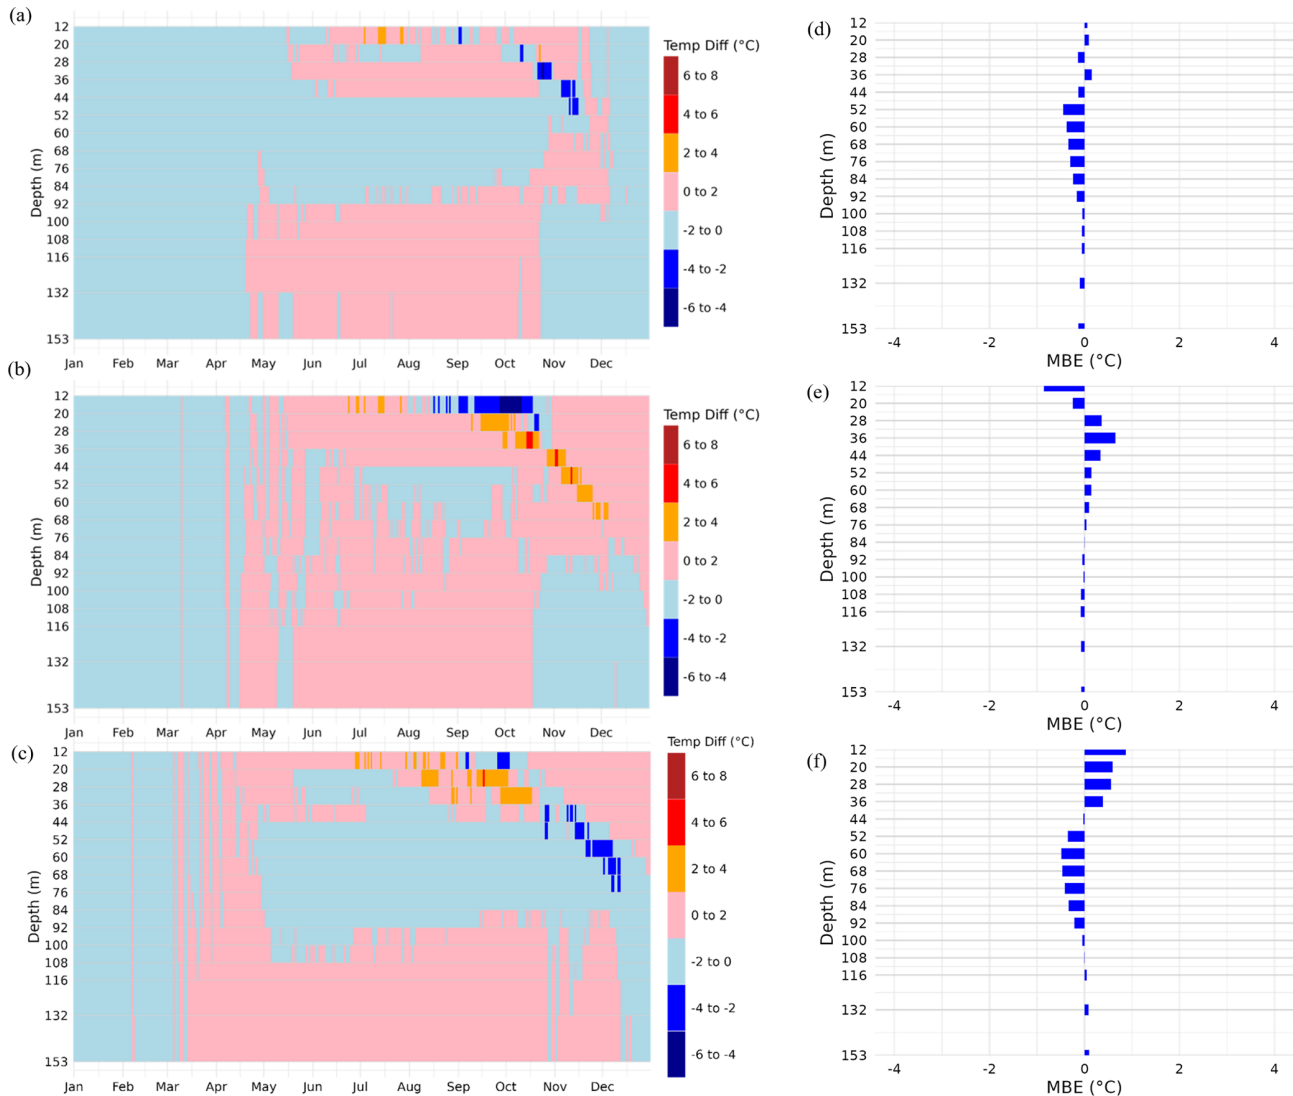 (a)
12
20
28
36
44
52
60
68
76
84
92
100
108
116
132
153
Depth (m)
Jan Feb Mar Apr May Jun Jul Aug Sep Oct Nov Dec
Temp Diff (°C)
6 to 8
4 to 6
2 to 4
0 to 2
-2 to 0
-4 to -2
-6 to -4
(d)
12
20
28
36
44
52
60
68
76
84
92
100
108
116
132
153
Depth (m)
-4 -2 0 2 4
MBE (°C)
(b)
12
20
28
36
44
52
60
68
76
84
92
100
108
116
132
153
Depth (m)
Jan Feb Mar Apr May Jun Jul Aug Sep Oct Nov Dec
Temp Diff (°C)
6 to 8
4 to 6
2 to 4
0 to 2
-2 to 0
-4 to -2
-6 to -4
(e)
12
20
28
36
44
52
60
68
76
84
92
100
108
116
132
153
Depth (m)
-4 -2 0 2 4
MBE (°C)
(c)
12
20
28
36
44
52
60
68
76
84
92
100
108
116
132
153
Depth (m)
Jan Feb Mar Apr May Jun Jul Aug Sep Oct Nov Dec
Temp Diff (°C)
6 to 8
4 to 6
2 to 4
0 to 2
-2 to 0
-4 to -2
-6 to -4
(f)
12
20
28
36
44
52
60
68
76
84
92
100
108
116
132
153
Depth (m)
-4 -2 0 2 4
MBE (°C)